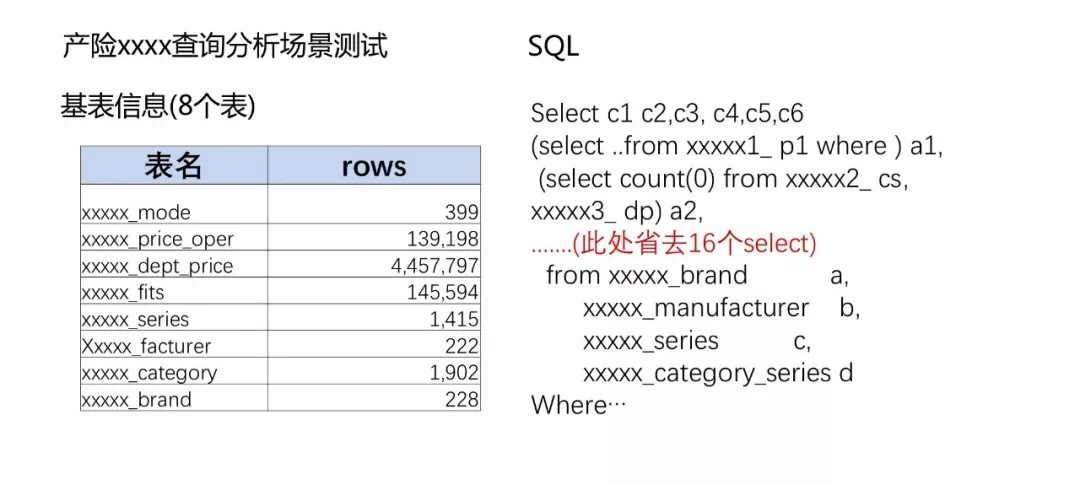 产险xxxx查询分析场景测试
基表信息(8个表)
表名 rows
xxxxx_mode 399
xxxxx_price_oper 139,198
xxxxx_dept_price 4,457,797
xxxxx_fits 145,594
xxxxx_series 1,415
Xxxxx_facturer 222
xxxxx_category 1,902
xxxxx_brand 228
SQL
Select c1 c2,c3, c4,c5,c6
(select ..from xxxxx1_ p1 where ) a1,
(select count(0) from xxxxx2_ cs,
xxxxx3_ dp) a2,
.......(此处省去16个select)
from xxxxx_brand a,
xxxxx_manufacturer b,
xxxxx_series c,
xxxxx_category_series d
Where…